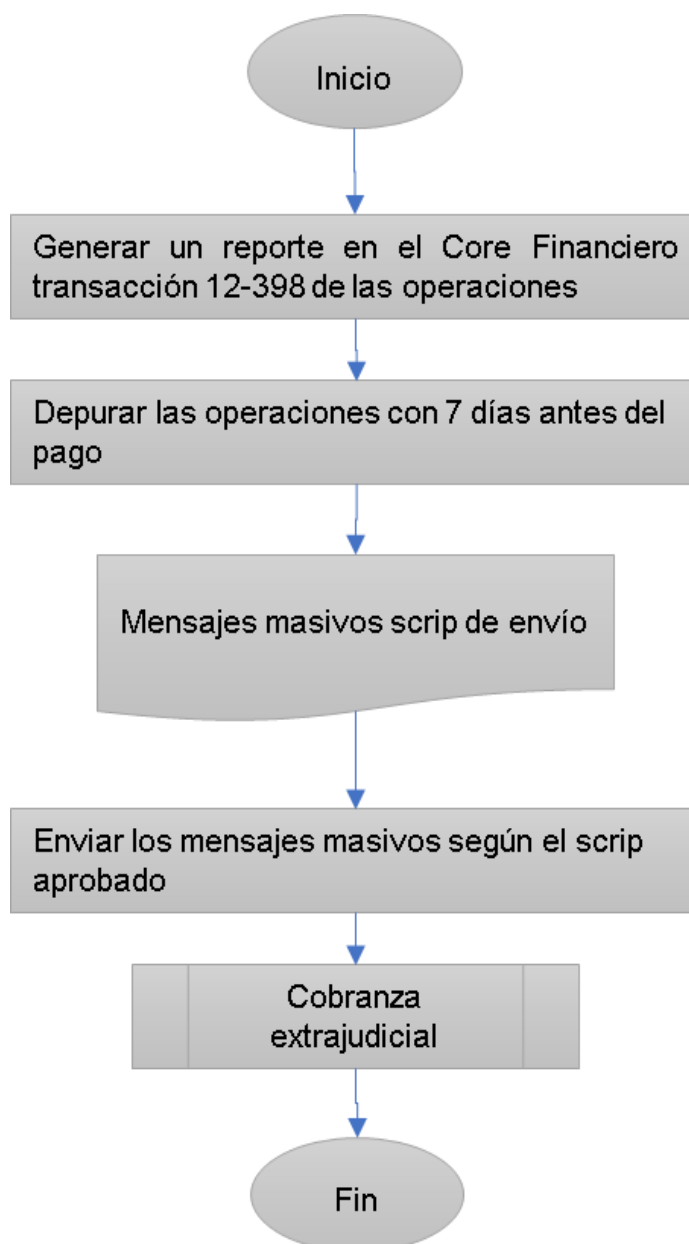 Inicio
Generar un reporte en el Core Financiero
transacción 12-398 de las operaciones
Depurar las operaciones con 7 días antes del
pago
Mensajes masivos scrip de envío
Enviar los mensajes masivos según el scrip
aprobado
Cobranza
extrajudicial
Fin